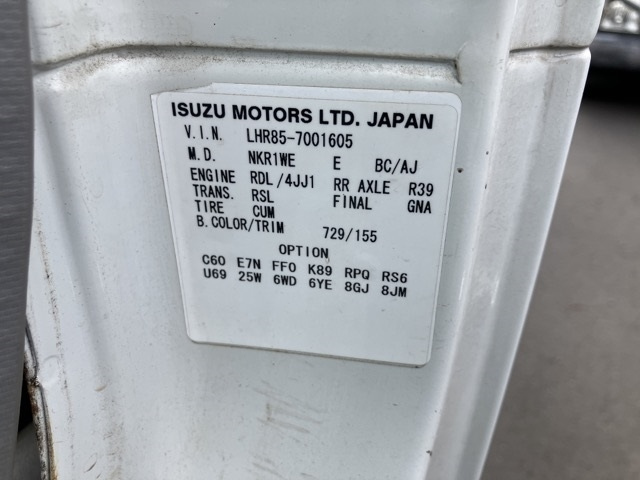 ISUZU MOTORS LTD. JAPAN
V.I.N. LHR85-7001605
M.D. NKR1WE E BC/AJ
ENGINE RDL/4JJ1 RR AXLE R39
TRANS. RSL FINAL GNA
TIRE CUM
B.COLOR/TRIM 729/155
OPTION
C60 E7N FF0 K89 RPQ RS6
U69 25W 6WD 6YE 8GJ 8JM